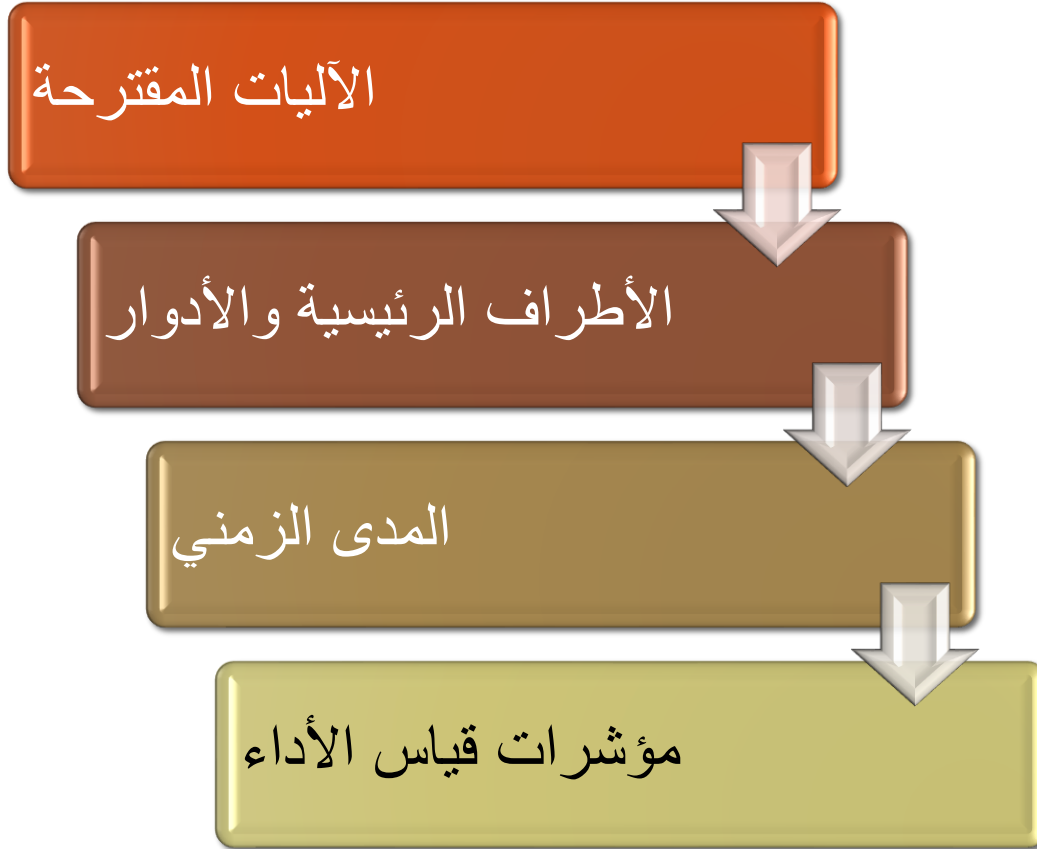 الآليات المقترحة
الأطراف الرئيسية والأدوار
المدى الزمني
مؤشرات قياس الأداء